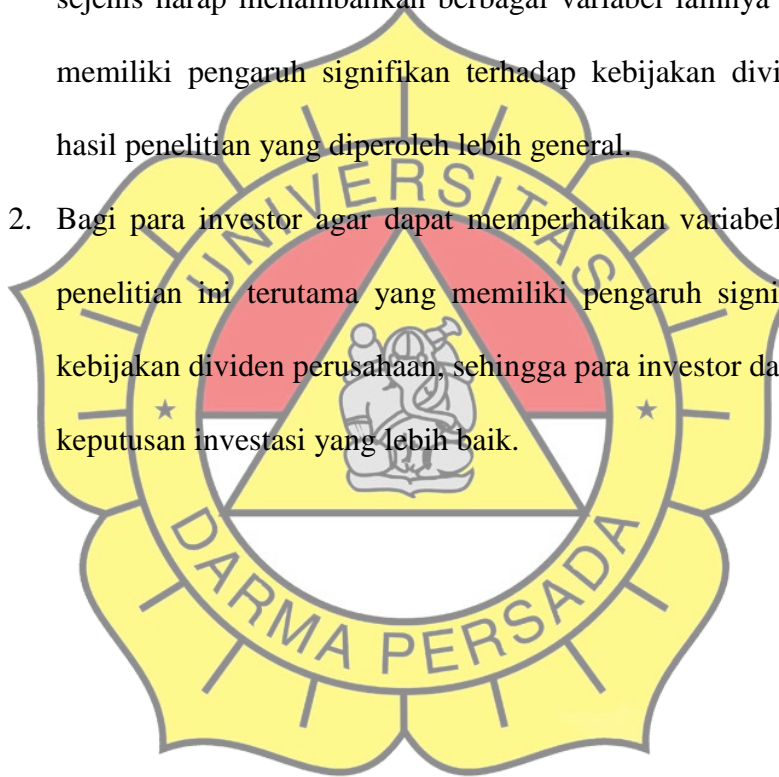 sejenis harap menambahkan berbagai variabel lainnya
memiliki pengaruh signifikan terhadap kebijakan divi
hasil penelitian yang diperoleh lebih general.
2. Bagi para investor agar dapat memperhatikan variabel
penelitian ini terutama yang memiliki pengaruh signi
kebijakan dividen perusahaan, sehingga para investor da
keputusan investasi yang lebih baik.
UNIVERSITAS
DARMA PERSADA